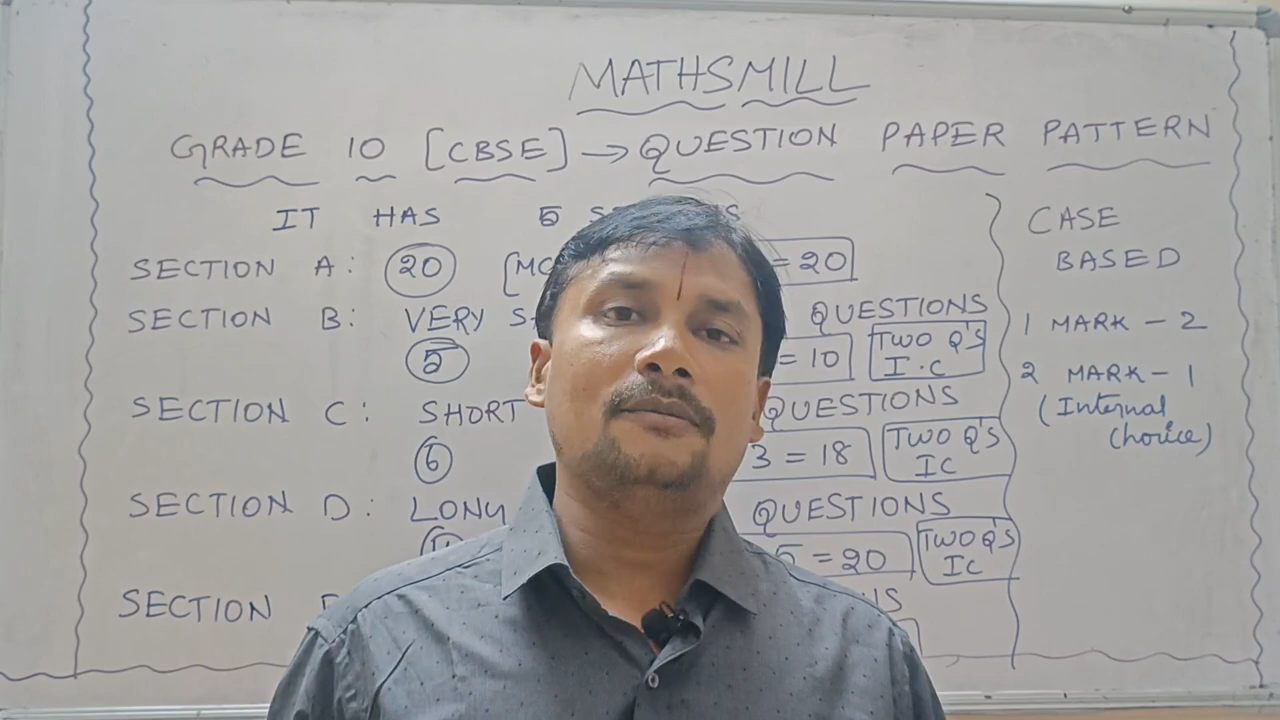 MATHSMILL
GRADE 10 [CBSE] → QUESTION PAPER PATTERN
IT HAS 5
SECTION A: 20 = 20
SECTION B: VERY QUESTIONS
5 = 10 TWO Q'S I.C
SECTION C: SHORT QUESTIONS
6 3 = 18 TWO Q'S IC
SECTION D: LONG QUESTIONS
5 = 20 TWO Q'S IC
SECTION
CASE
BASED
1 MARK - 2
2 MARK - 1
(Internal
choice)